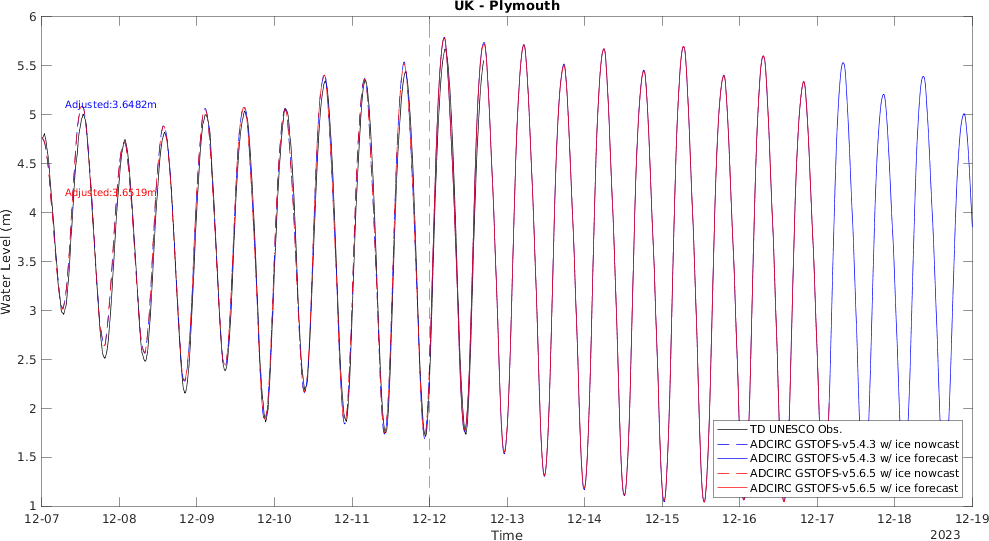 UK - Plymouth
6
5.5
5
4.5
4
3.5
3
2.5
2
1.5
1
Water Level (m)
Adjusted:3.6482m
Adjusted:3.6519m
TD UNESCO Obs.
ADCIRC GSTOFS-v5.4.3 w/ ice nowcast
ADCIRC GSTOFS-v5.4.3 w/ ice forecast
ADCIRC GSTOFS-v5.6.5 w/ ice nowcast
ADCIRC GSTOFS-v5.6.5 w/ ice forecast
12-07 12-08 12-09 12-10 12-11 12-12 12-13 12-14 12-15 12-16 12-17 12-18 12-19
Time
2023